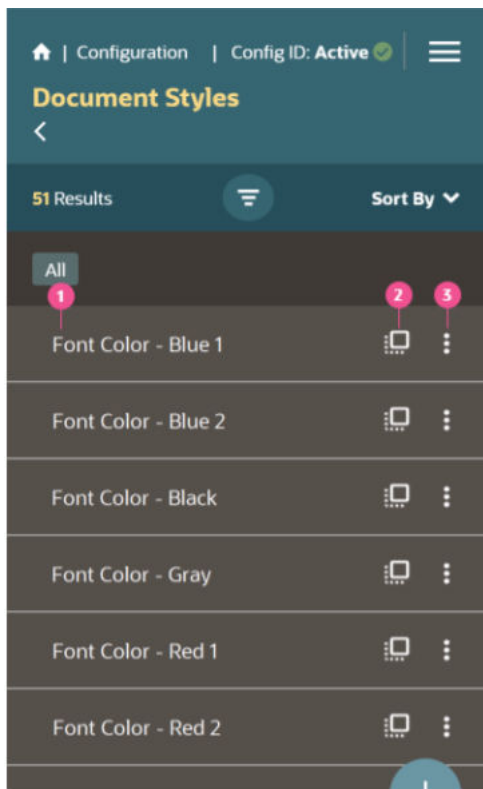 | Configuration | Config ID: Active
Document Styles
51 Results Sort By
All
1 2 3
Font Color - Blue 1
Font Color - Blue 2
Font Color - Black
Font Color - Gray
Font Color - Red 1
Font Color - Red 2